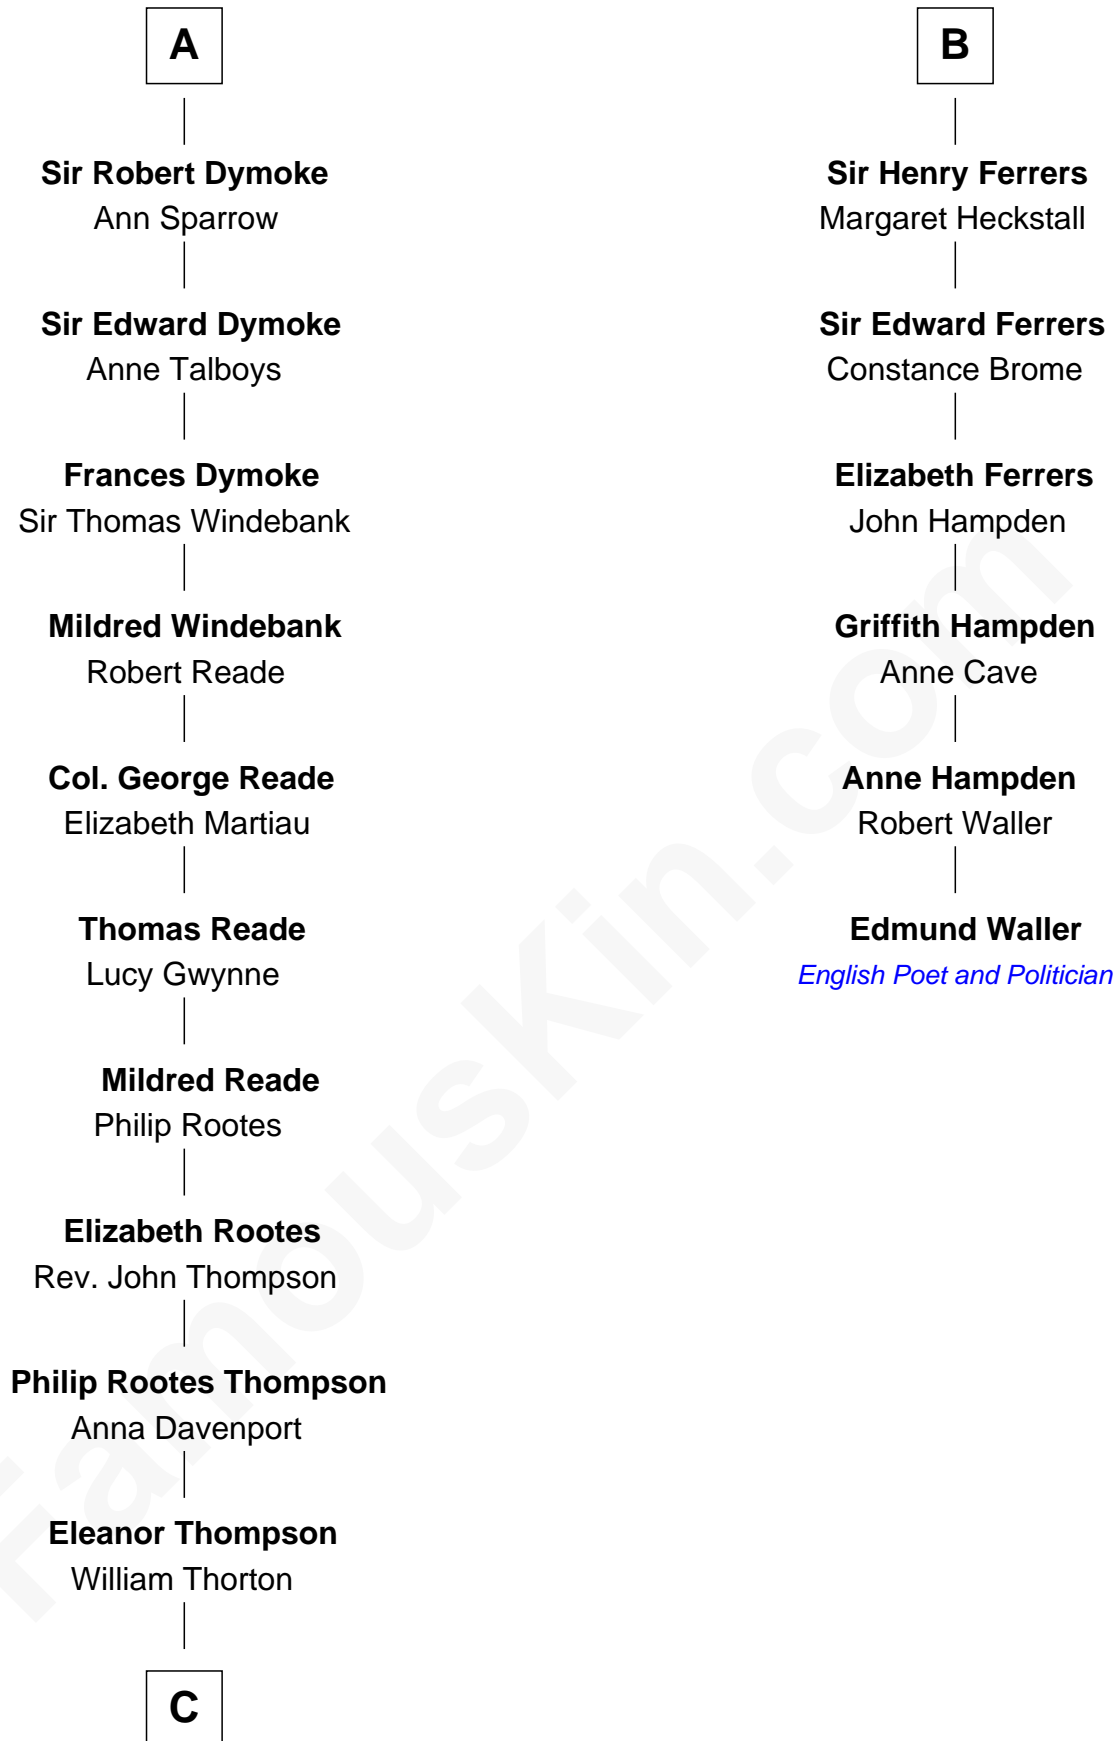 A
Sir Robert Dymoke
Ann Sparrow
Sir Edward Dymoke
Anne Talboys
Frances Dymoke
Sir Thomas Windebank
Mildred Windebank
Robert Reade
Col. George Reade
Elizabeth Martiau
Thomas Reade
Lucy Gwynne
Mildred Reade
Philip Rootes
Elizabeth Rootes
Rev. John Thompson
Philip Rootes Thompson
Anna Davenport
Eleanor Thompson
William Thorton
C
B
Sir Henry Ferrers
Margaret Heckstall
Sir Edward Ferrers
Constance Brome
Elizabeth Ferrers
John Hampden
Griffith Hampden
Anne Cave
Anne Hampden
Robert Waller
Edmund Waller
English Poet and Politician
FamousKin.com